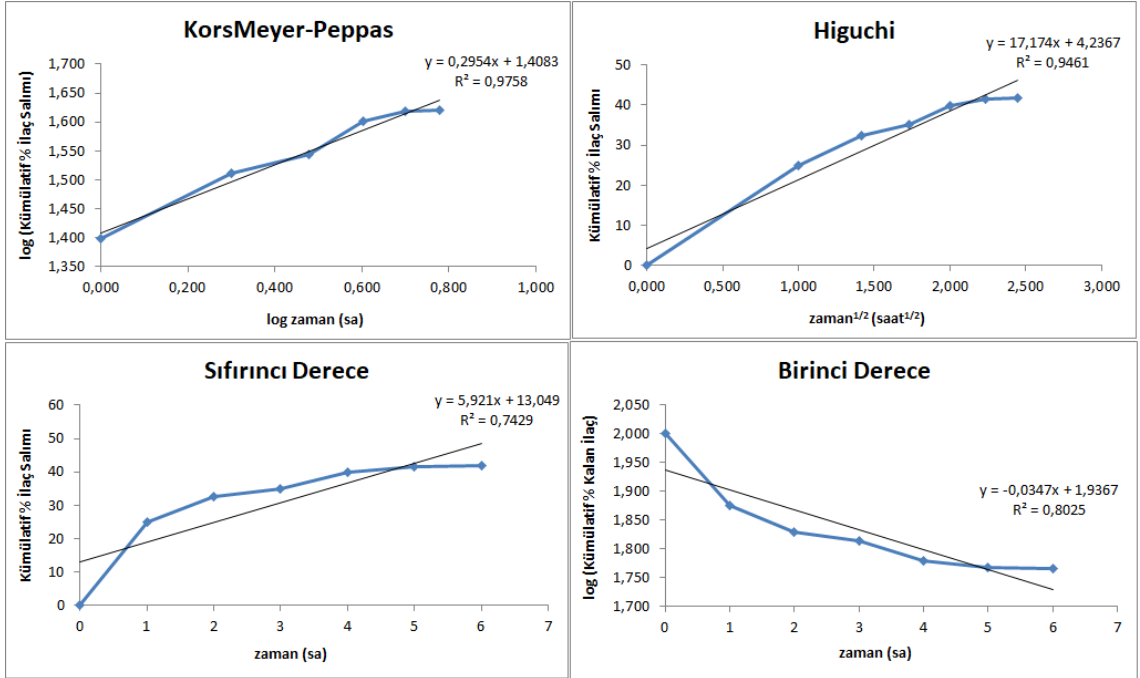 KorsMeyer-Peppas
y = 0,2954x + 1,4083
R² = 0,9758
log (Kümülatif % İlaç Salımı)
1,700
1,650
1,600
1,550
1,500
1,450
1,400
1,350
0,000 0,200 0,400 0,600 0,800 1,000
log zaman (sa)
Higuchi
y = 17,174x + 4,2367
R² = 0,9461
Kümülatif % İlaç Salımı
50
40
30
20
10
0
0,000 0,500 1,000 1,500 2,000 2,500 3,000
zaman¹/² (saat¹/²)
Sıfırıncı Derece
y = 5,921x + 13,049
R² = 0,7429
Kümülatif % İlaç Salımı
60
50
40
30
20
10
0
0 1 2 3 4 5 6 7
zaman (sa)
Birinci Derece
y = -0,0347x + 1,9367
R² = 0,8025
log (Kümülatif % Kalan İlaç)
2,050
2,000
1,950
1,900
1,850
1,800
1,750
1,700
0 1 2 3 4 5 6 7
zaman (sa)